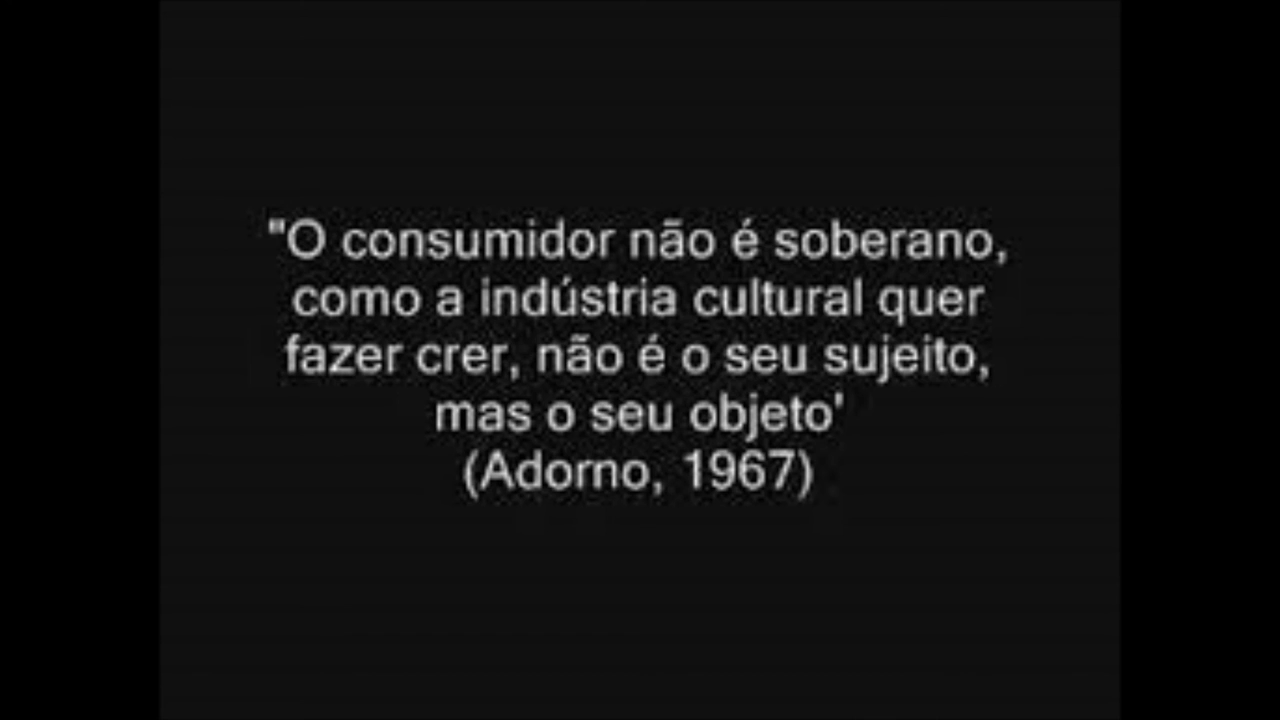 "O consumidor não é soberano,
como a indústria cultural quer
fazer crer, não é o seu sujeito,
mas o seu objeto'
(Adorno, 1967)